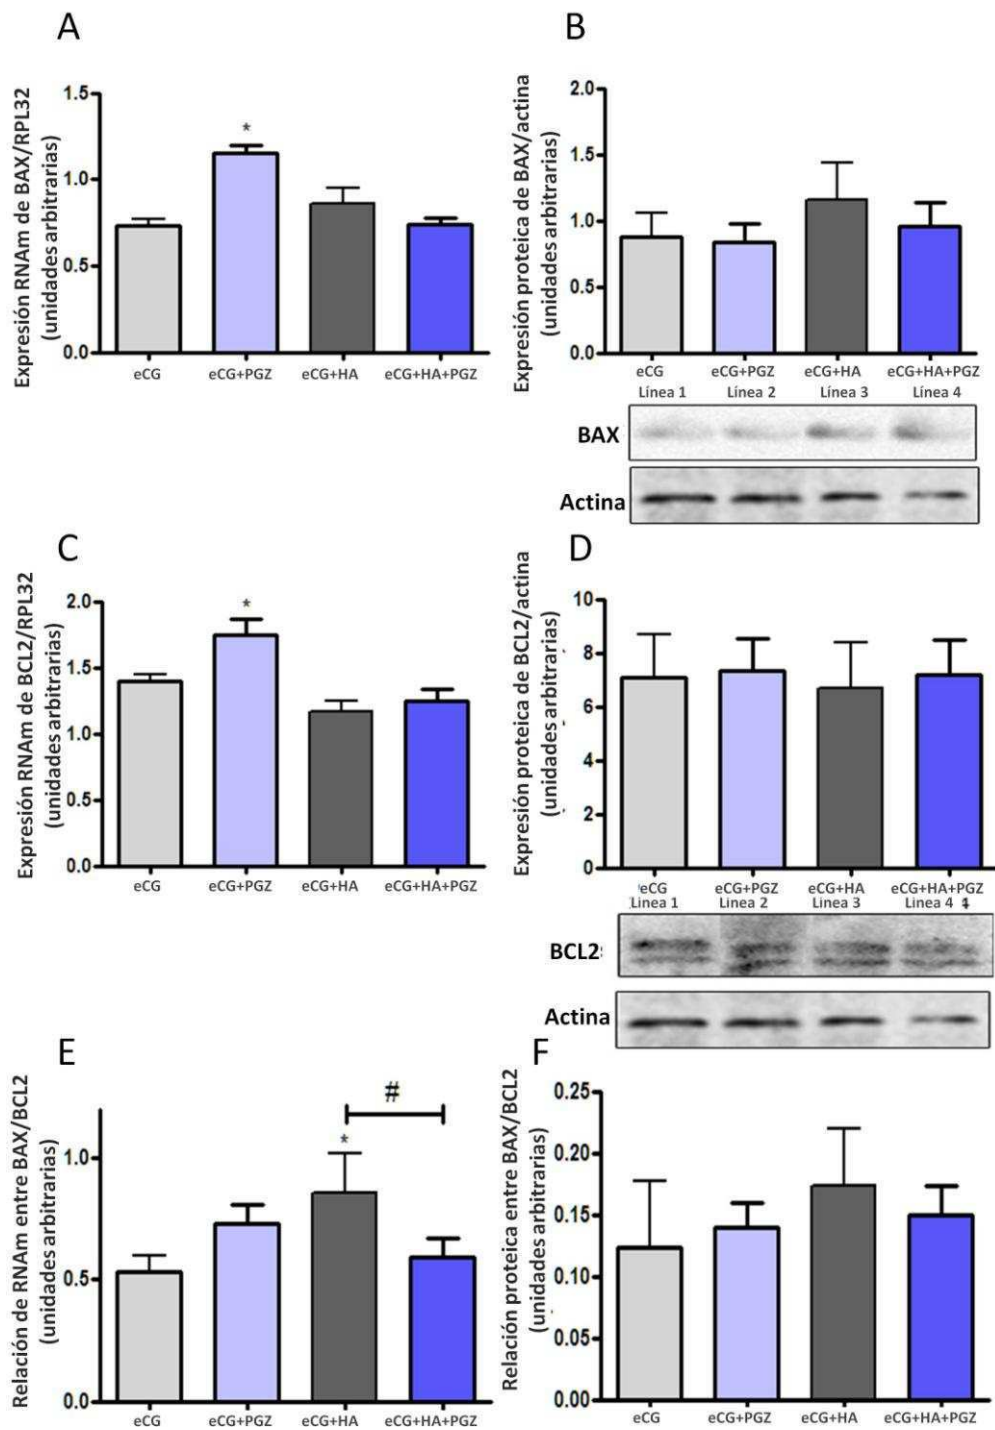 A
Expresión RNAm de BAX/RPL32
(unidades arbitrarias)
1.5
*
1.0
0.5
0.0
eCG eCG+PGZ eCG+HA eCG+HA+PGZ
B
Expresión proteica de BAX/actina
(unidades arbitrarias)
2.0
1.5
1.0
0.5
0.0
eCG eCG+PGZ eCG+HA eCG+HA+PGZ
Línea 1 Línea 2 Línea 3 Línea 4
BAX
Actina
C
Expresión RNAm de BCL2/RPL32
(unidades arbitrarias)
2.0
*
1.5
1.0
0.5
0.0
eCG eCG+PGZ eCG+HA eCG+HA+PGZ
D
Expresión proteica de BCL2/actina
(unidades arbitrarias)
10
8
6
4
2
0
eCG eCG+PGZ eCG+HA eCG+HA+PGZ
Línea 1 Línea 2 Línea 3 Línea 4
BCL2
Actina
E
Relación de RNAm entre BAX/BCL2
(unidades arbitrarias)
#
*
1.0
0.5
0.0
eCG eCG+PGZ eCG+HA eCG+HA+PGZ
F
Relación proteica entre BAX/BCL2
(unidades arbitrarias)
0.25
0.20
0.15
0.10
0.05
0.00
eCG eCG+PGZ eCG+HA eCG+HA+PGZ